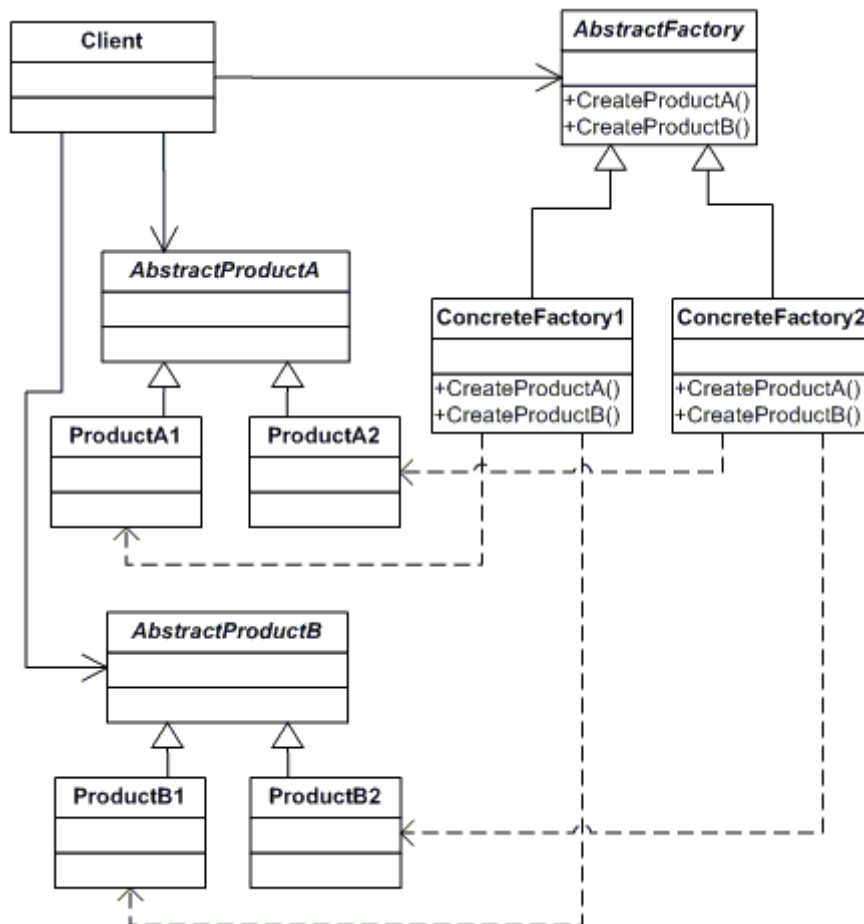 Client
AbstractFactory
+CreateProductA()
+CreateProductB()
AbstractProductA
ConcreteFactory1
+CreateProductA()
+CreateProductB()
ConcreteFactory2
+CreateProductA()
+CreateProductB()
ProductA1
ProductA2
AbstractProductB
ProductB1
ProductB2